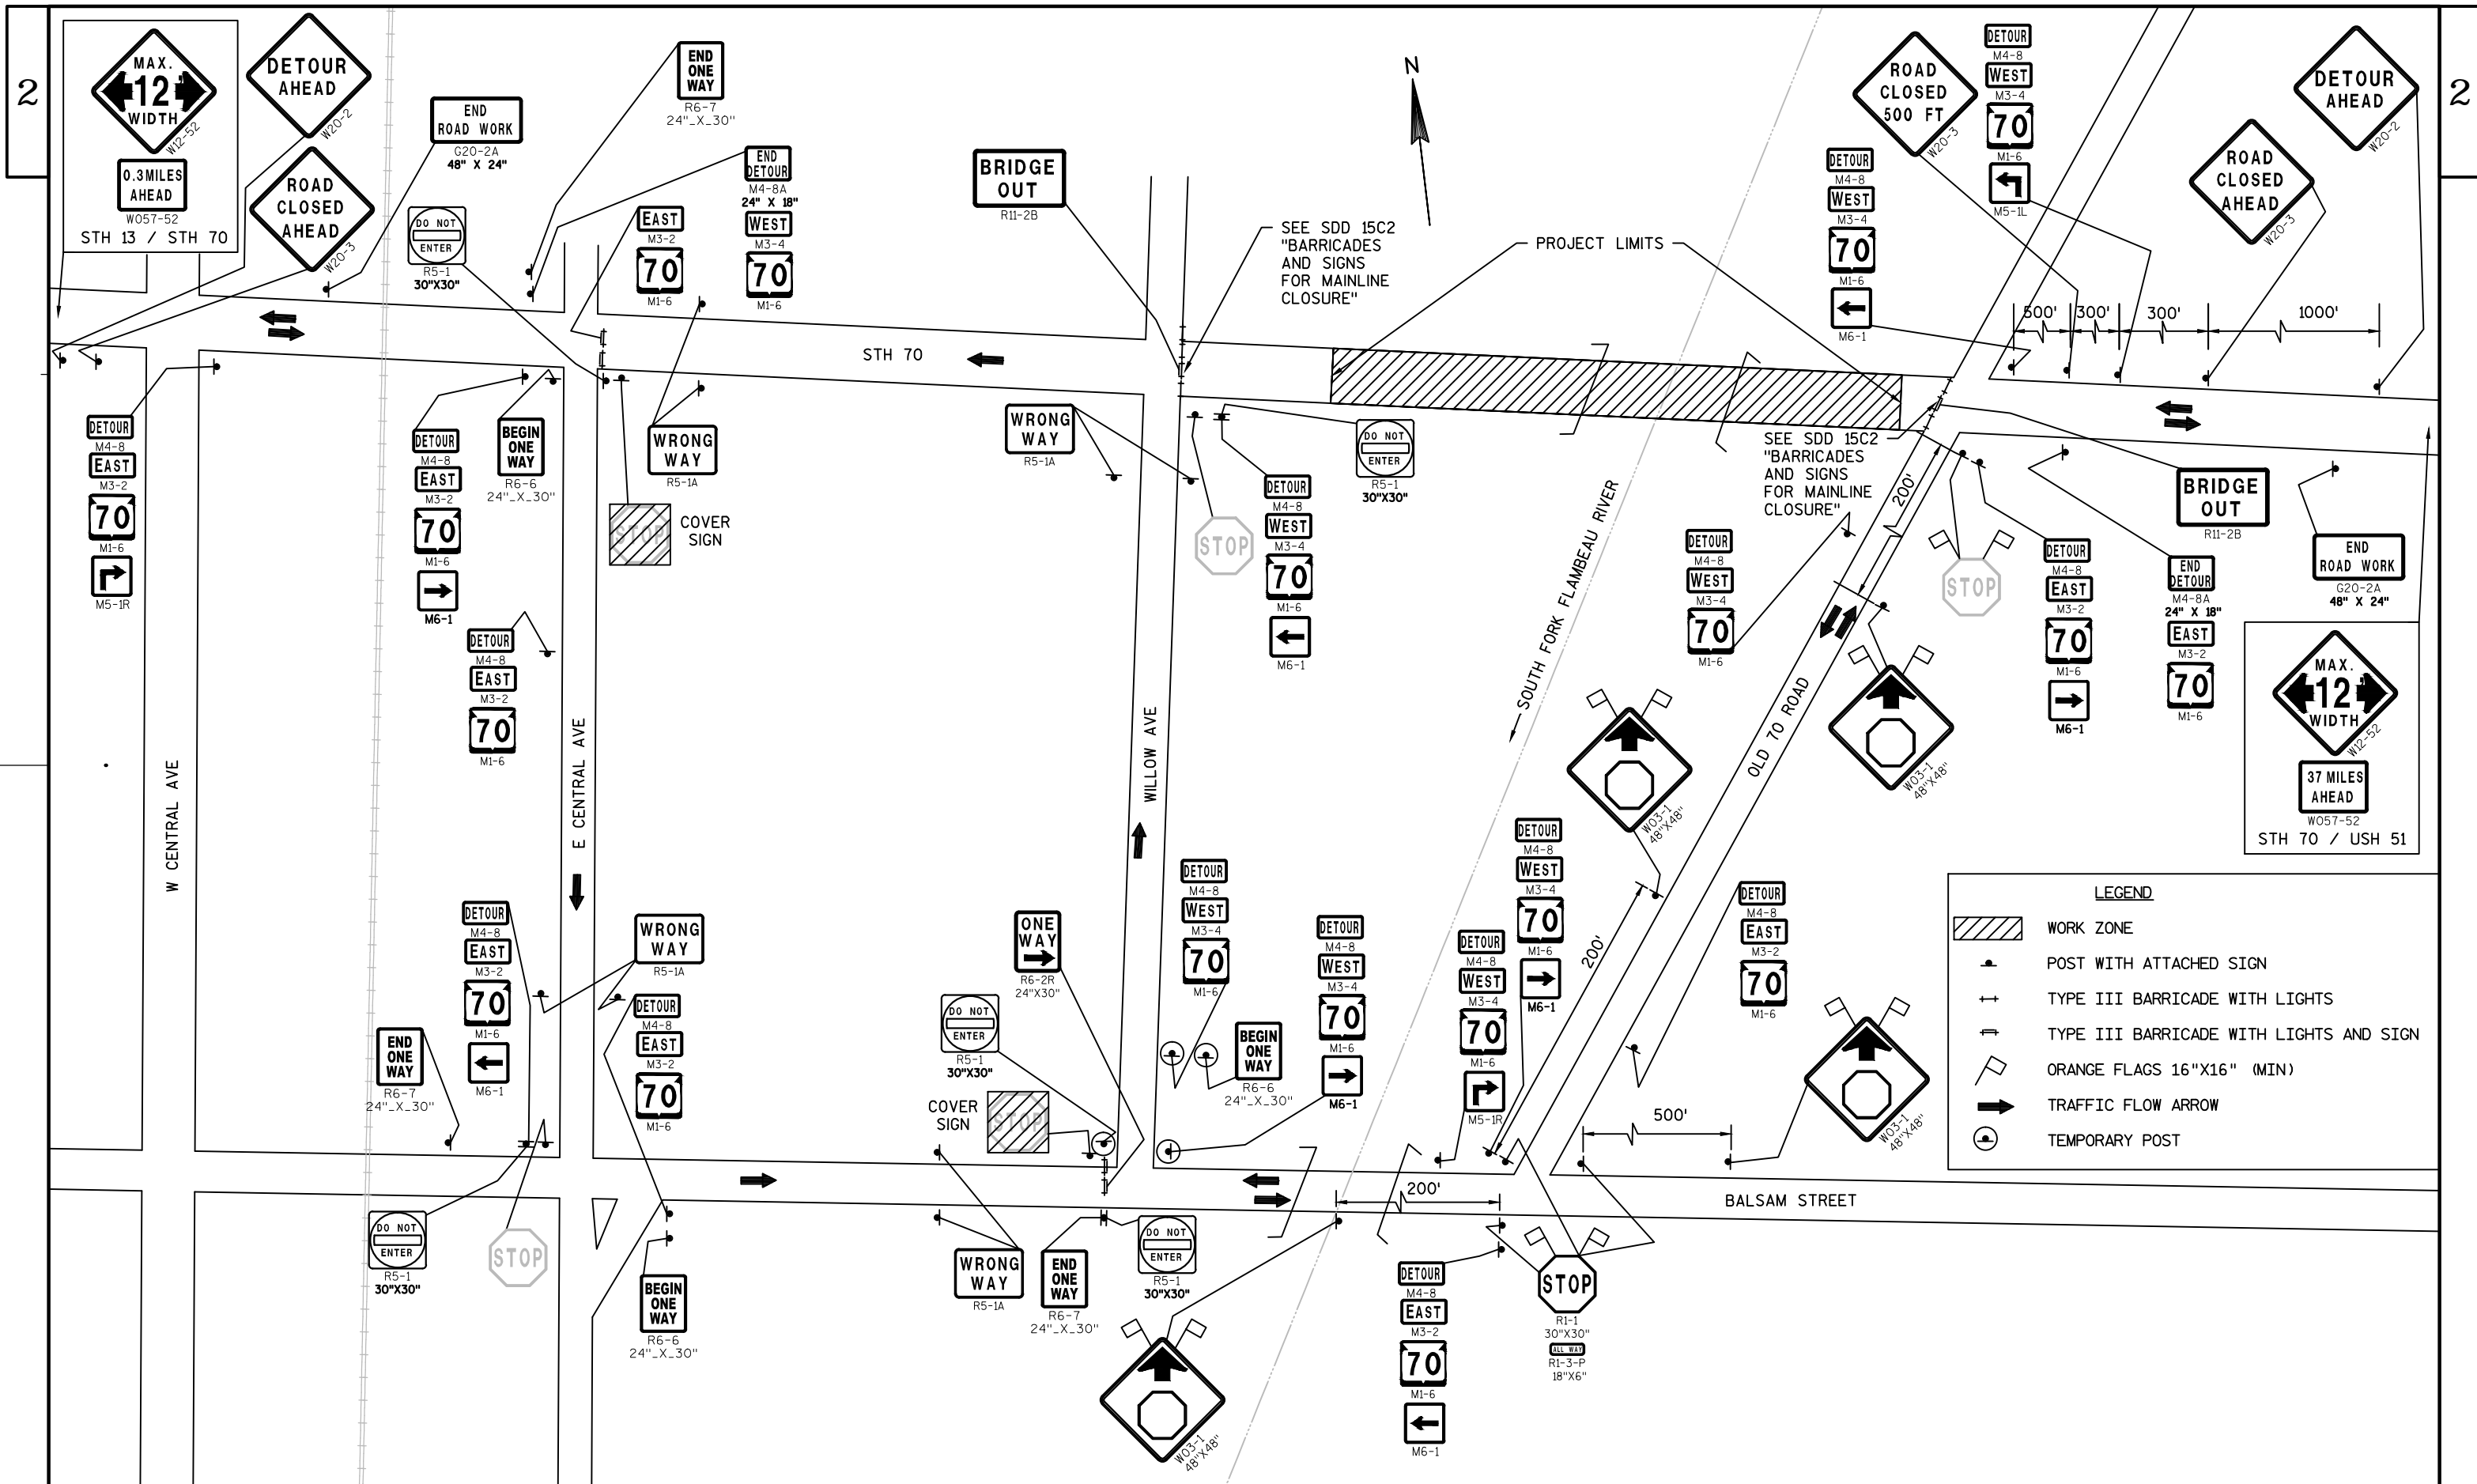 2
MAX.
12'
WIDTH
W12-52
0.3MILES
AHEAD
WO57-52
STH 13 / STH 70
DETOUR
AHEAD
W20-2
ROAD
CLOSED
AHEAD
W20-3
END
ROAD WORK
G20-2A
48" X 24"
DO NOT
ENTER
R5-1
30"X30"
END
ONE
WAY
R6-7
24"_X_30"
EAST
M3-2
70
M1-6
END
DETOUR
M4-8A
24" X 18"
WEST
M3-4
70
M1-6
BRIDGE
OUT
R11-2B
SEE SDD 15C2
"BARRICADES
AND SIGNS
FOR MAINLINE
CLOSURE"
N
PROJECT LIMITS
ROAD
CLOSED
500 FT
W20-3
DETOUR
M4-8
WEST
M3-4
70
M1-6
M5-1L
DETOUR
M4-8
WEST
M3-4
70
M1-6
M6-1
ROAD
CLOSED
AHEAD
W20-3
DETOUR
AHEAD
W20-2
2
500'
300'
300'
1000'
STH 70
DETOUR
M4-8
EAST
M3-2
70
M1-6
M5-1R
DETOUR
M4-8
EAST
M3-2
70
M1-6
M6-1
BEGIN
ONE
WAY
R6-6
24"_X_30"
WRONG
WAY
R5-1A
STOP
COVER
SIGN
WRONG
WAY
R5-1A
STOP
DO NOT
ENTER
R5-1
30"X30"
DETOUR
M4-8
WEST
M3-4
70
M1-6
M6-1
SEE SDD 15C2
"BARRICADES
AND SIGNS
FOR MAINLINE
CLOSURE"
200'
BRIDGE
OUT
R11-2B
END
ROAD WORK
G20-2A
48" X 24"
DETOUR
M4-8
WEST
M3-4
70
M1-6
STOP
DETOUR
M4-8
EAST
M3-2
70
M1-6
M6-1
END
DETOUR
M4-8A
24" X 18"
EAST
M3-2
70
M1-6
MAX.
12'
WIDTH
W12-52
37 MILES
AHEAD
WO57-52
STH 70 / USH 51
DETOUR
M4-8
EAST
M3-2
70
M1-6
W CENTRAL AVE
E CENTRAL AVE
WILLOW AVE
SOUTH FORK FLAMBEAU RIVER
OLD 70 ROAD
WO3-1
48"X48"
WO3-1
48"X48"
DETOUR
M4-8
EAST
M3-2
70
M1-6
M6-1
WRONG
WAY
R5-1A
DETOUR
M4-8
EAST
M3-2
70
M1-6
END
ONE
WAY
R6-7
24"_X_30"
ONE
WAY
R6-2R
24"X30"
DO NOT
ENTER
R5-1
30"X30"
COVER
SIGN
STOP
DETOUR
M4-8
WEST
M3-4
70
M1-6
BEGIN
ONE
WAY
R6-6
24"_X_30"
DETOUR
M4-8
WEST
M3-4
70
M1-6
M6-1
DETOUR
M4-8
WEST
M3-4
70
M1-6
M5-1R
DETOUR
M4-8
WEST
M3-4
70
M1-6
M6-1
200'
DETOUR
M4-8
EAST
M3-2
70
M1-6
500'
WO3-1
48"X48"
LEGEND
WORK ZONE
POST WITH ATTACHED SIGN
TYPE III BARRICADE WITH LIGHTS
TYPE III BARRICADE WITH LIGHTS AND SIGN
ORANGE FLAGS 16"X16" (MIN)
TRAFFIC FLOW ARROW
TEMPORARY POST
200'
BALSAM STREET
DO NOT
ENTER
R5-1
30"X30"
STOP
BEGIN
ONE
WAY
R6-6
24"_X_30"
WRONG
WAY
R5-1A
END
ONE
WAY
R6-7
24"_X_30"
DO NOT
ENTER
R5-1
30"X30"
WO3-1
48"X48"
DETOUR
M4-8
EAST
M3-2
70
M1-6
M6-1
STOP
R1-1
30"X30"
ALL WAY
R1-3-P
18"X6"